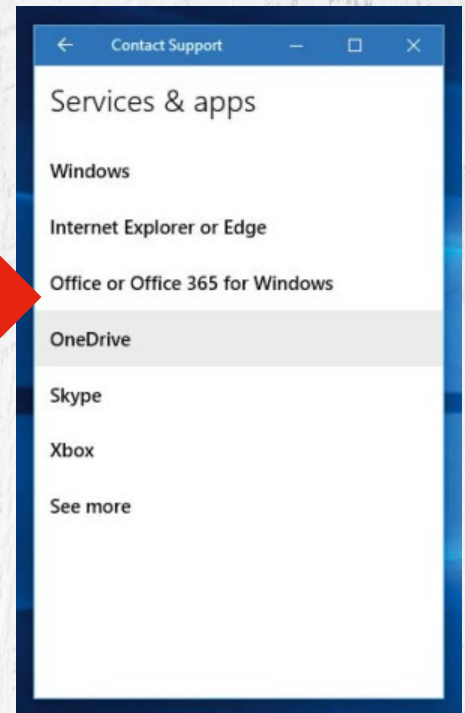 Contact Support
Services & apps
Windows
Internet Explorer or Edge
Office or Office 365 for Windows
OneDrive
Skype
Xbox
See more